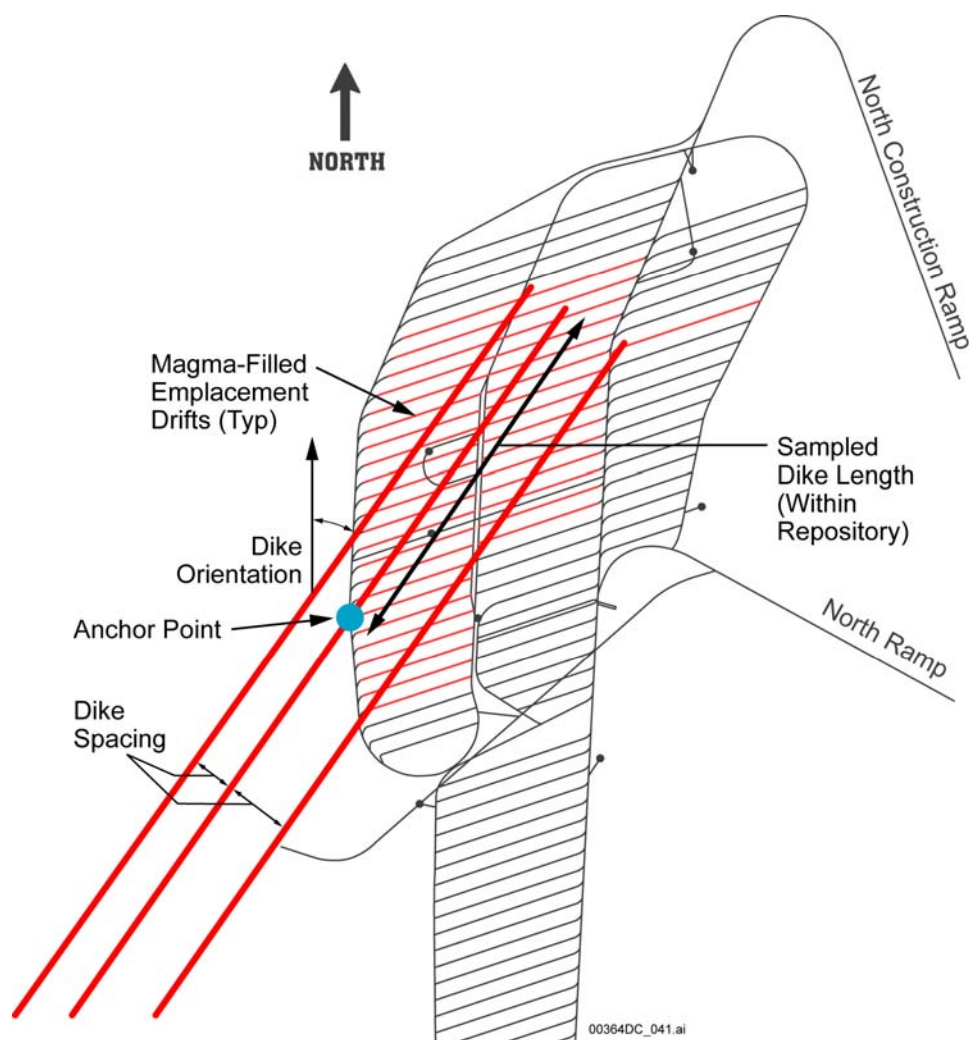 NORTH
North Construction Ramp
Magma-Filled
Emplacement
Drifts (Typ)
Sampled
Dike Length
(Within
Repository)
Dike
Orientation
Anchor Point
North Ramp
Dike
Spacing
00364DC_041.ai